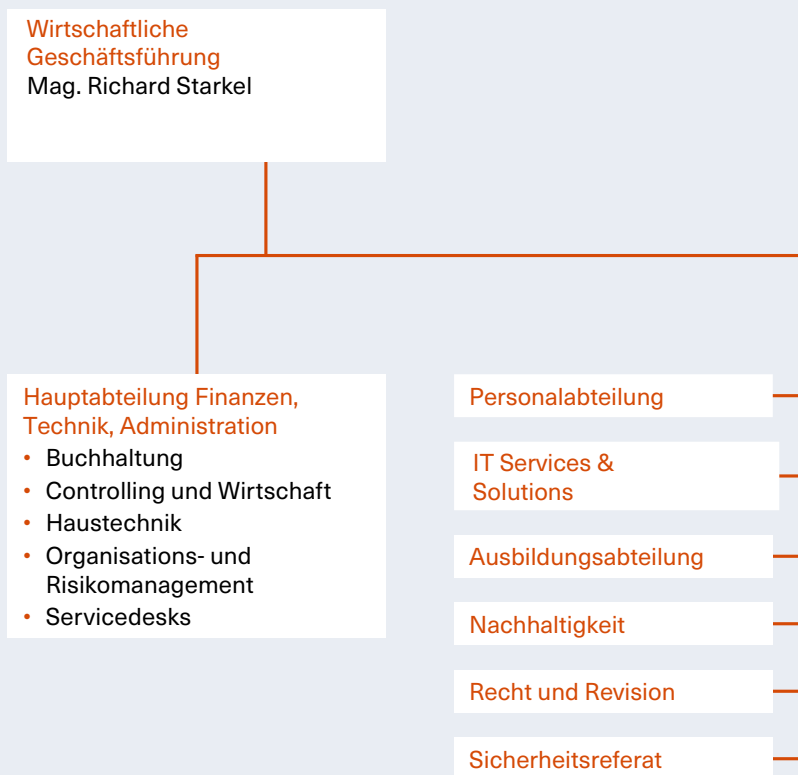 Wirtschaftliche
Geschäftsführung
Mag. Richard Starkel
Hauptabteilung Finanzen,
Technik, Administration
• Buchhaltung
• Controlling und Wirtschaft
• Haustechnik
• Organisations- und
Risikomanagement
• Servicedesks
Personalabteilung
IT Services &
Solutions
Ausbildungsabteilung
Nachhaltigkeit
Recht und Revision
Sicherheitsreferat